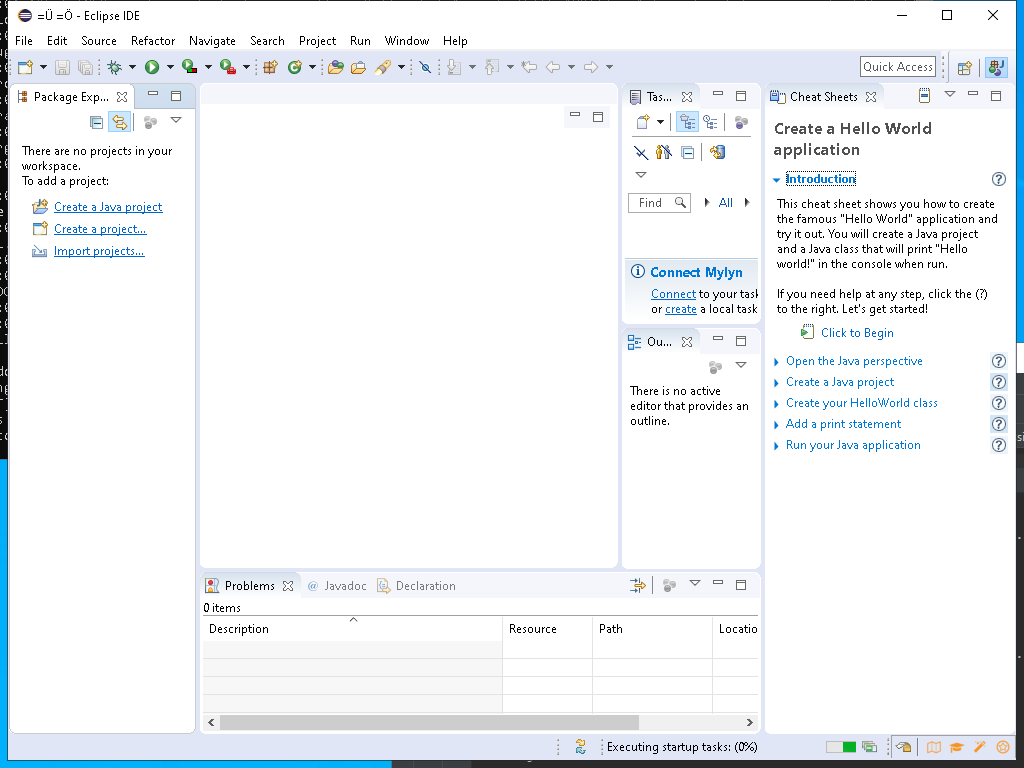 =Ü =Ö - Eclipse IDE
File Edit Source Refactor Navigate Search Project Run Window Help
Quick Access
Package Exp...
There are no projects in your
workspace.
To add a project:
Create a Java project
Create a project...
Import projects...
Tas...
Find
All
Connect Mylyn
Connect to your task
or create a local task
Ou...
There is no active
editor that provides an
outline.
Cheat Sheets
Create a Hello World
application
Introduction
This cheat sheet shows you how to create
the famous "Hello World" application and
try it out. You will create a Java project
and a Java class that will print "Hello
world!" in the console when run.
If you need help at any step, click the (?)
to the right. Let's get started!
Click to Begin
Open the Java perspective
Create a Java project
Create your HelloWorld class
Add a print statement
Run your Java application
Problems @ Javadoc Declaration
0 items
Description Resource Path Locatio
Executing startup tasks: (0%)